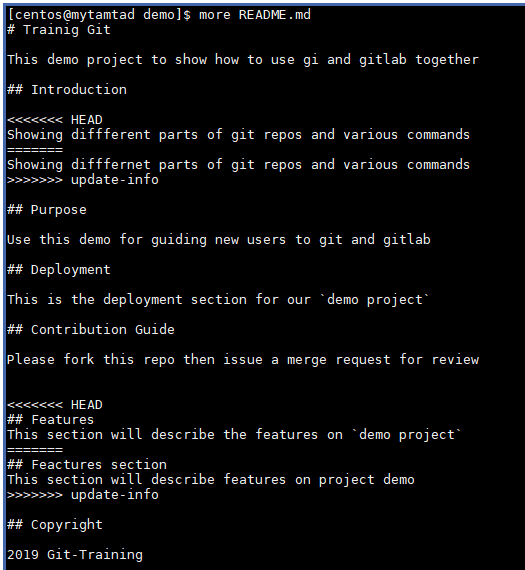 [centos@mytamtad demo]$ more README.md
# Trainig Git
This demo project to show how to use gi and gitlab together
## Introduction
<<<<<<< HEAD
Showing diffferent parts of git repos and various commands
=======
Showing difffernet parts of git repos and various commands
>>>>>>> update-info
## Purpose
Use this demo for guiding new users to git and gitlab
## Deployment
This is the deployment section for our `demo project`
## Contribution Guide
Please fork this repo then issue a merge request for review
<<<<<<< HEAD
## Features
This section will describe the features on `demo project`
=======
## Feactures section
This section will describe features on project demo
>>>>>>> update-info
## Copyright
2019 Git-Training